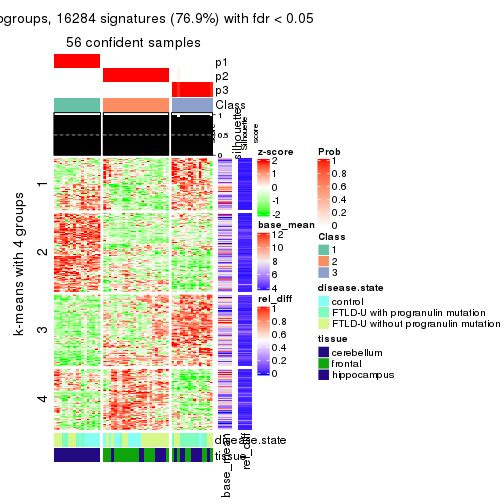 ogroups, 16284 signatures (76.9%) with fdr < 0.05
56 confident samples
p1
p2
p3
Class
1
0.5
0
silhouette
Silhouette
score
k-means with 4 groups
1
2
3
4
disease.state
tissue
base_mean
rel_diff
z-score
2
1
0
-1
-2
base_mean
12
10
8
6
4
rel_diff
1
0.8
0.6
0.4
0.2
0
Prob
1
0.8
0.6
0.4
0.2
0
Class
1
2
3
disease.state
control
FTLD-U with progranulin mutation
FTLD-U without progranulin mutation
tissue
cerebellum
frontal
hippocampus